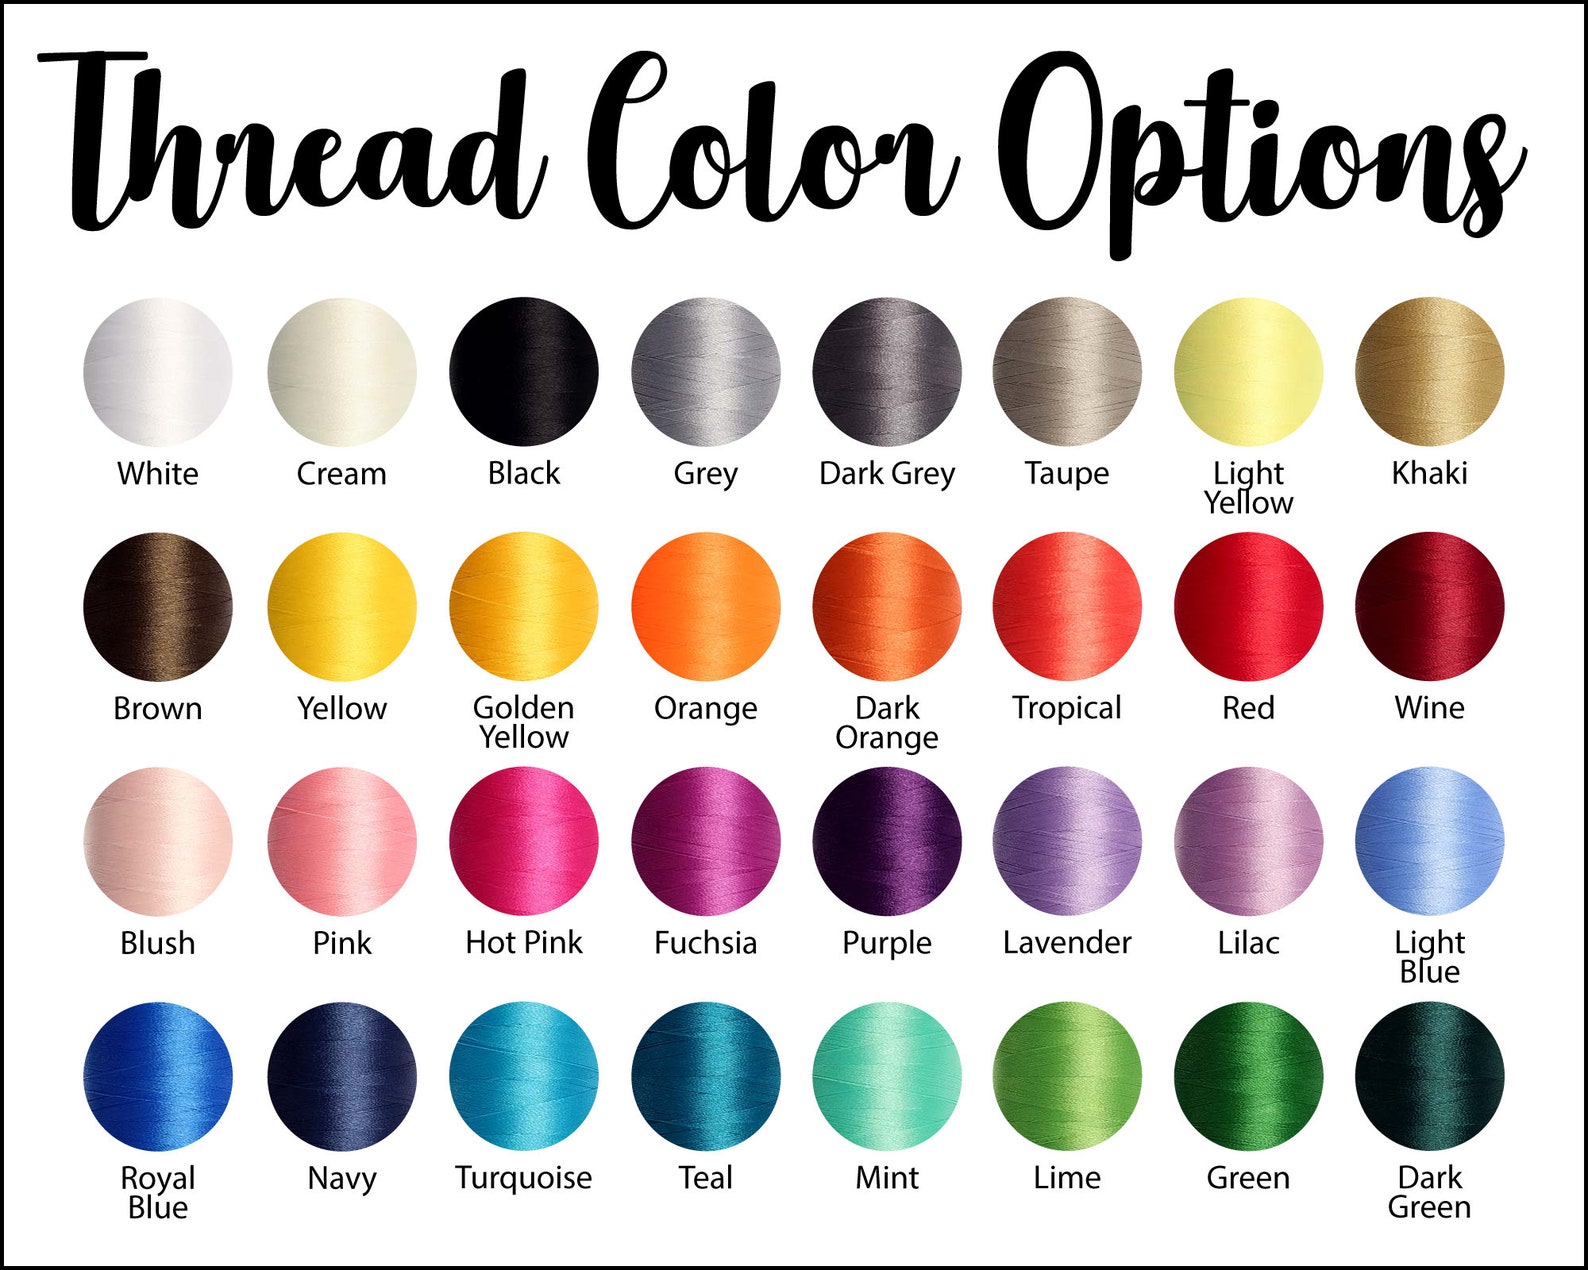 Thread Color Options
White
Cream
Black
Grey
Dark Grey
Taupe
Light
Yellow
Khaki
Brown
Yellow
Golden
Yellow
Orange
Dark
Orange
Tropical
Red
Wine
Blush
Pink
Hot Pink
Fuchsia
Purple
Lavender
Lilac
Light
Blue
Royal
Blue
Navy
Turquoise
Teal
Mint
Lime
Green
Dark
Green